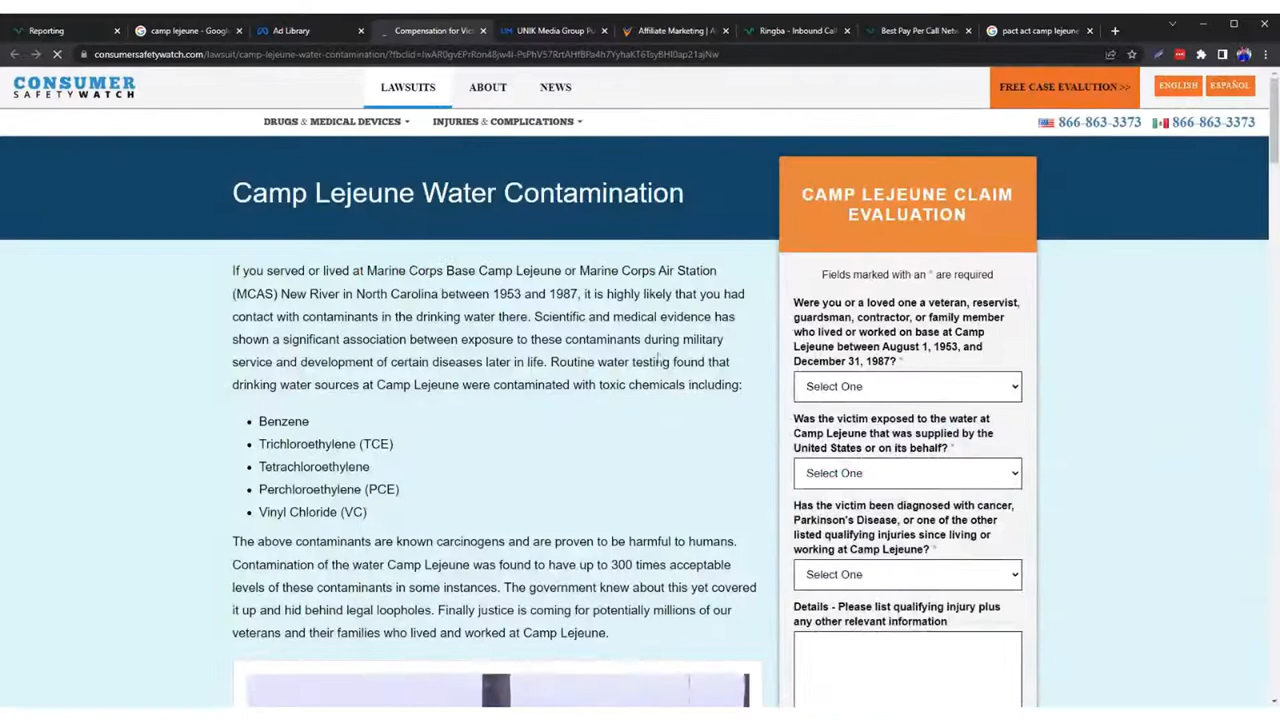 Reporting
camp lejeune - Google
Ad Library
Compensation for Vict
UNIK Media Group Pu
Affiliate Marketing | A
Ringba - Inbound Cal
Best Pay Per Call Netw
pact act camp lejeune
consumersafetywatch.com/lawsuit/camp-lejeune-water-contamination/
CONSUMER
SAFETYWATCH
LAWSUITS
ABOUT
NEWS
FREE CASE EVALUTION >>
ENGLISH
ESPAÑOL
DRUGS & MEDICAL DEVICES
INJURIES & COMPLICATIONS
866-863-3373
866-863-3373
Camp Lejeune Water Contamination
If you served or lived at Marine Corps Base Camp Lejeune or Marine Corps Air Station
(MCAS) New River in North Carolina between 1953 and 1987, it is highly likely that you had
contact with contaminants in the drinking water there. Scientific and medical evidence has
shown a significant association between exposure to these contaminants during military
service and development of certain diseases later in life. Routine water testing found that
drinking water sources at Camp Lejeune were contaminated with toxic chemicals including:
• Benzene
• Trichloroethylene (TCE)
• Tetrachloroethylene
• Perchloroethylene (PCE)
• Vinyl Chloride (VC)
The above contaminants are known carcinogens and are proven to be harmful to humans.
Contamination of the water Camp Lejeune was found to have up to 300 times acceptable
levels of these contaminants in some instances. The government knew about this yet covered
it up and hid behind legal loopholes. Finally justice is coming for potentially millions of our
veterans and their families who lived and worked at Camp Lejeune.
CAMP LEJEUNE CLAIM
EVALUATION
Fields marked with an * are required
Were you or a loved one a veteran, reservist,
guardsman, contractor, or family member
who lived or worked on base at Camp
Lejeune between August 1, 1953, and
December 31, 1987? *
Select One
Was the victim exposed to the water at
Camp Lejeune that was supplied by the
United States or on its behalf? *
Select One
Has the victim been diagnosed with cancer,
Parkinson's Disease, or one of the other
listed qualifying injuries since living or
working at Camp Lejeune? *
Select One
Details - Please list qualifying injury plus
any other relevant information